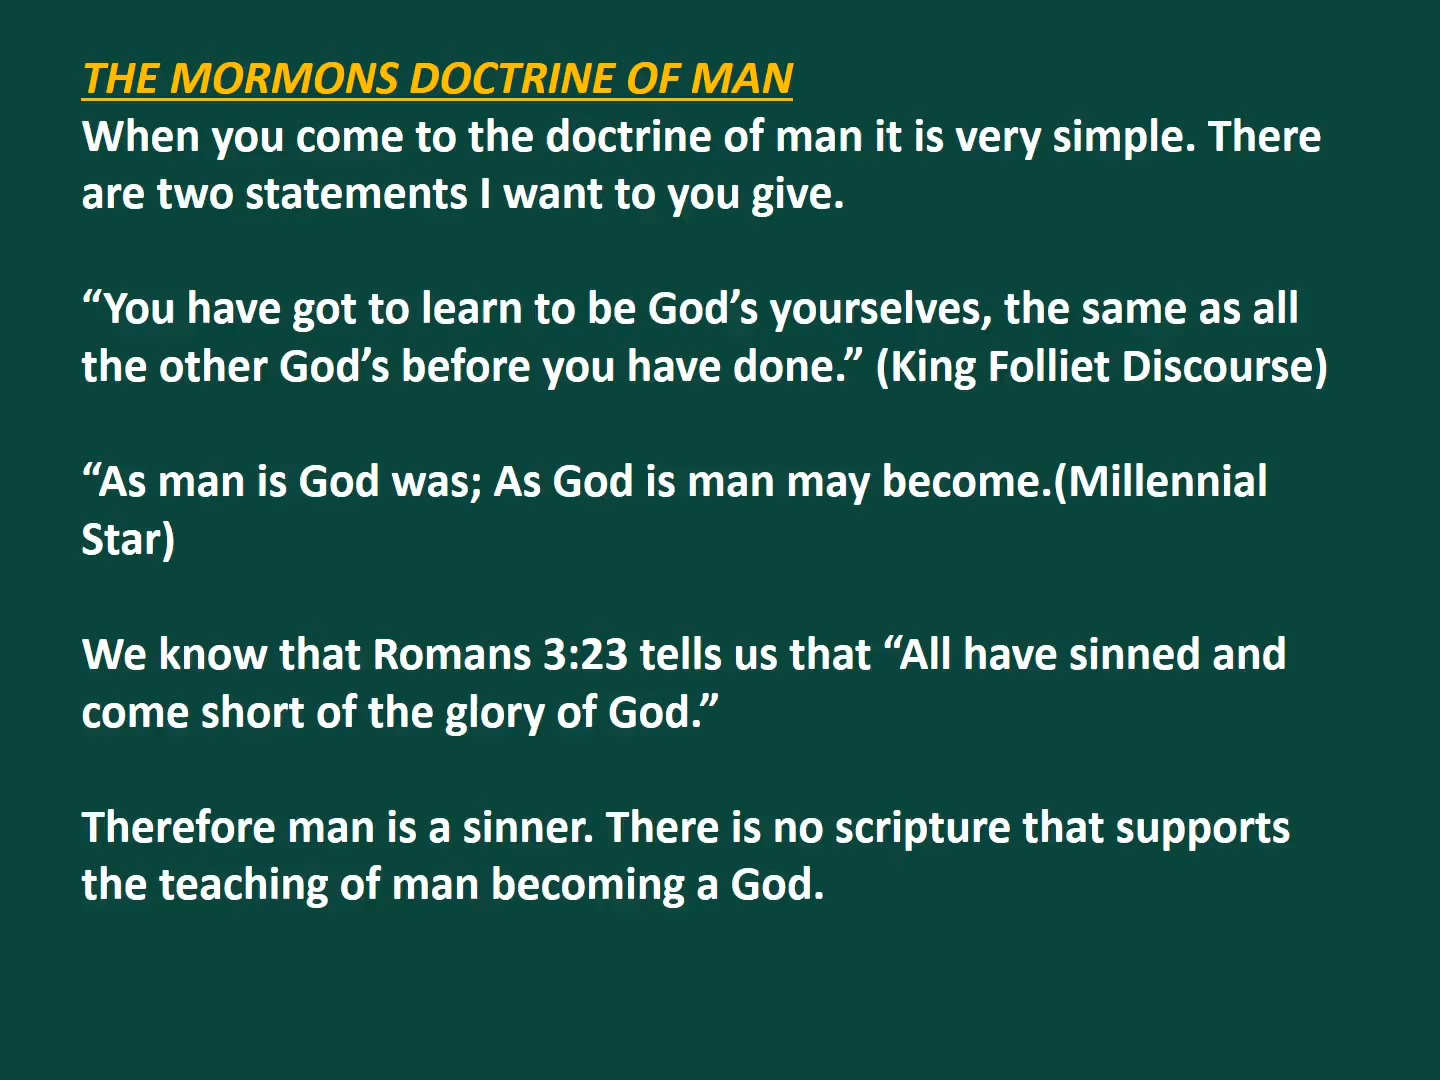 THE MORMONS DOCTRINE OF MAN
When you come to the doctrine of man it is very simple. There
are two statements I want to you give.
“You have got to learn to be God’s yourselves, the same as all
the other God’s before you have done.” (King Folliet Discourse)
“As man is God was; As God is man may become.(Millennial
Star)
We know that Romans 3:23 tells us that “All have sinned and
come short of the glory of God.”
Therefore man is a sinner. There is no scripture that supports
the teaching of man becoming a God.